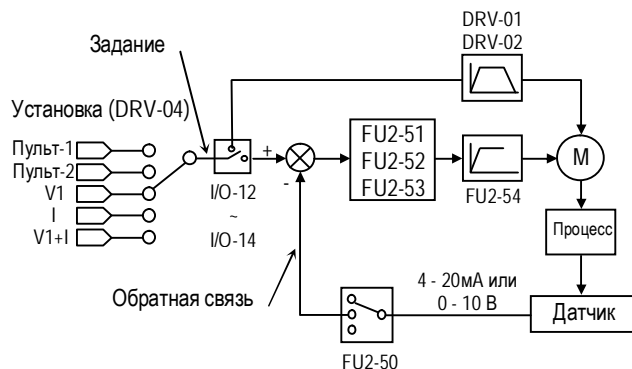 DRV-01
DRV-02
Задание
Установка (DRV-04)
Пульт-1
Пульт-2
V1
I
V1+I
I/O-12
~
I/O-14
+
-
FU2-51
FU2-52
FU2-53
FU2-54
M
Процесс
Датчик
4 - 20мА или
0 - 10 В
Обратная связь
FU2-50